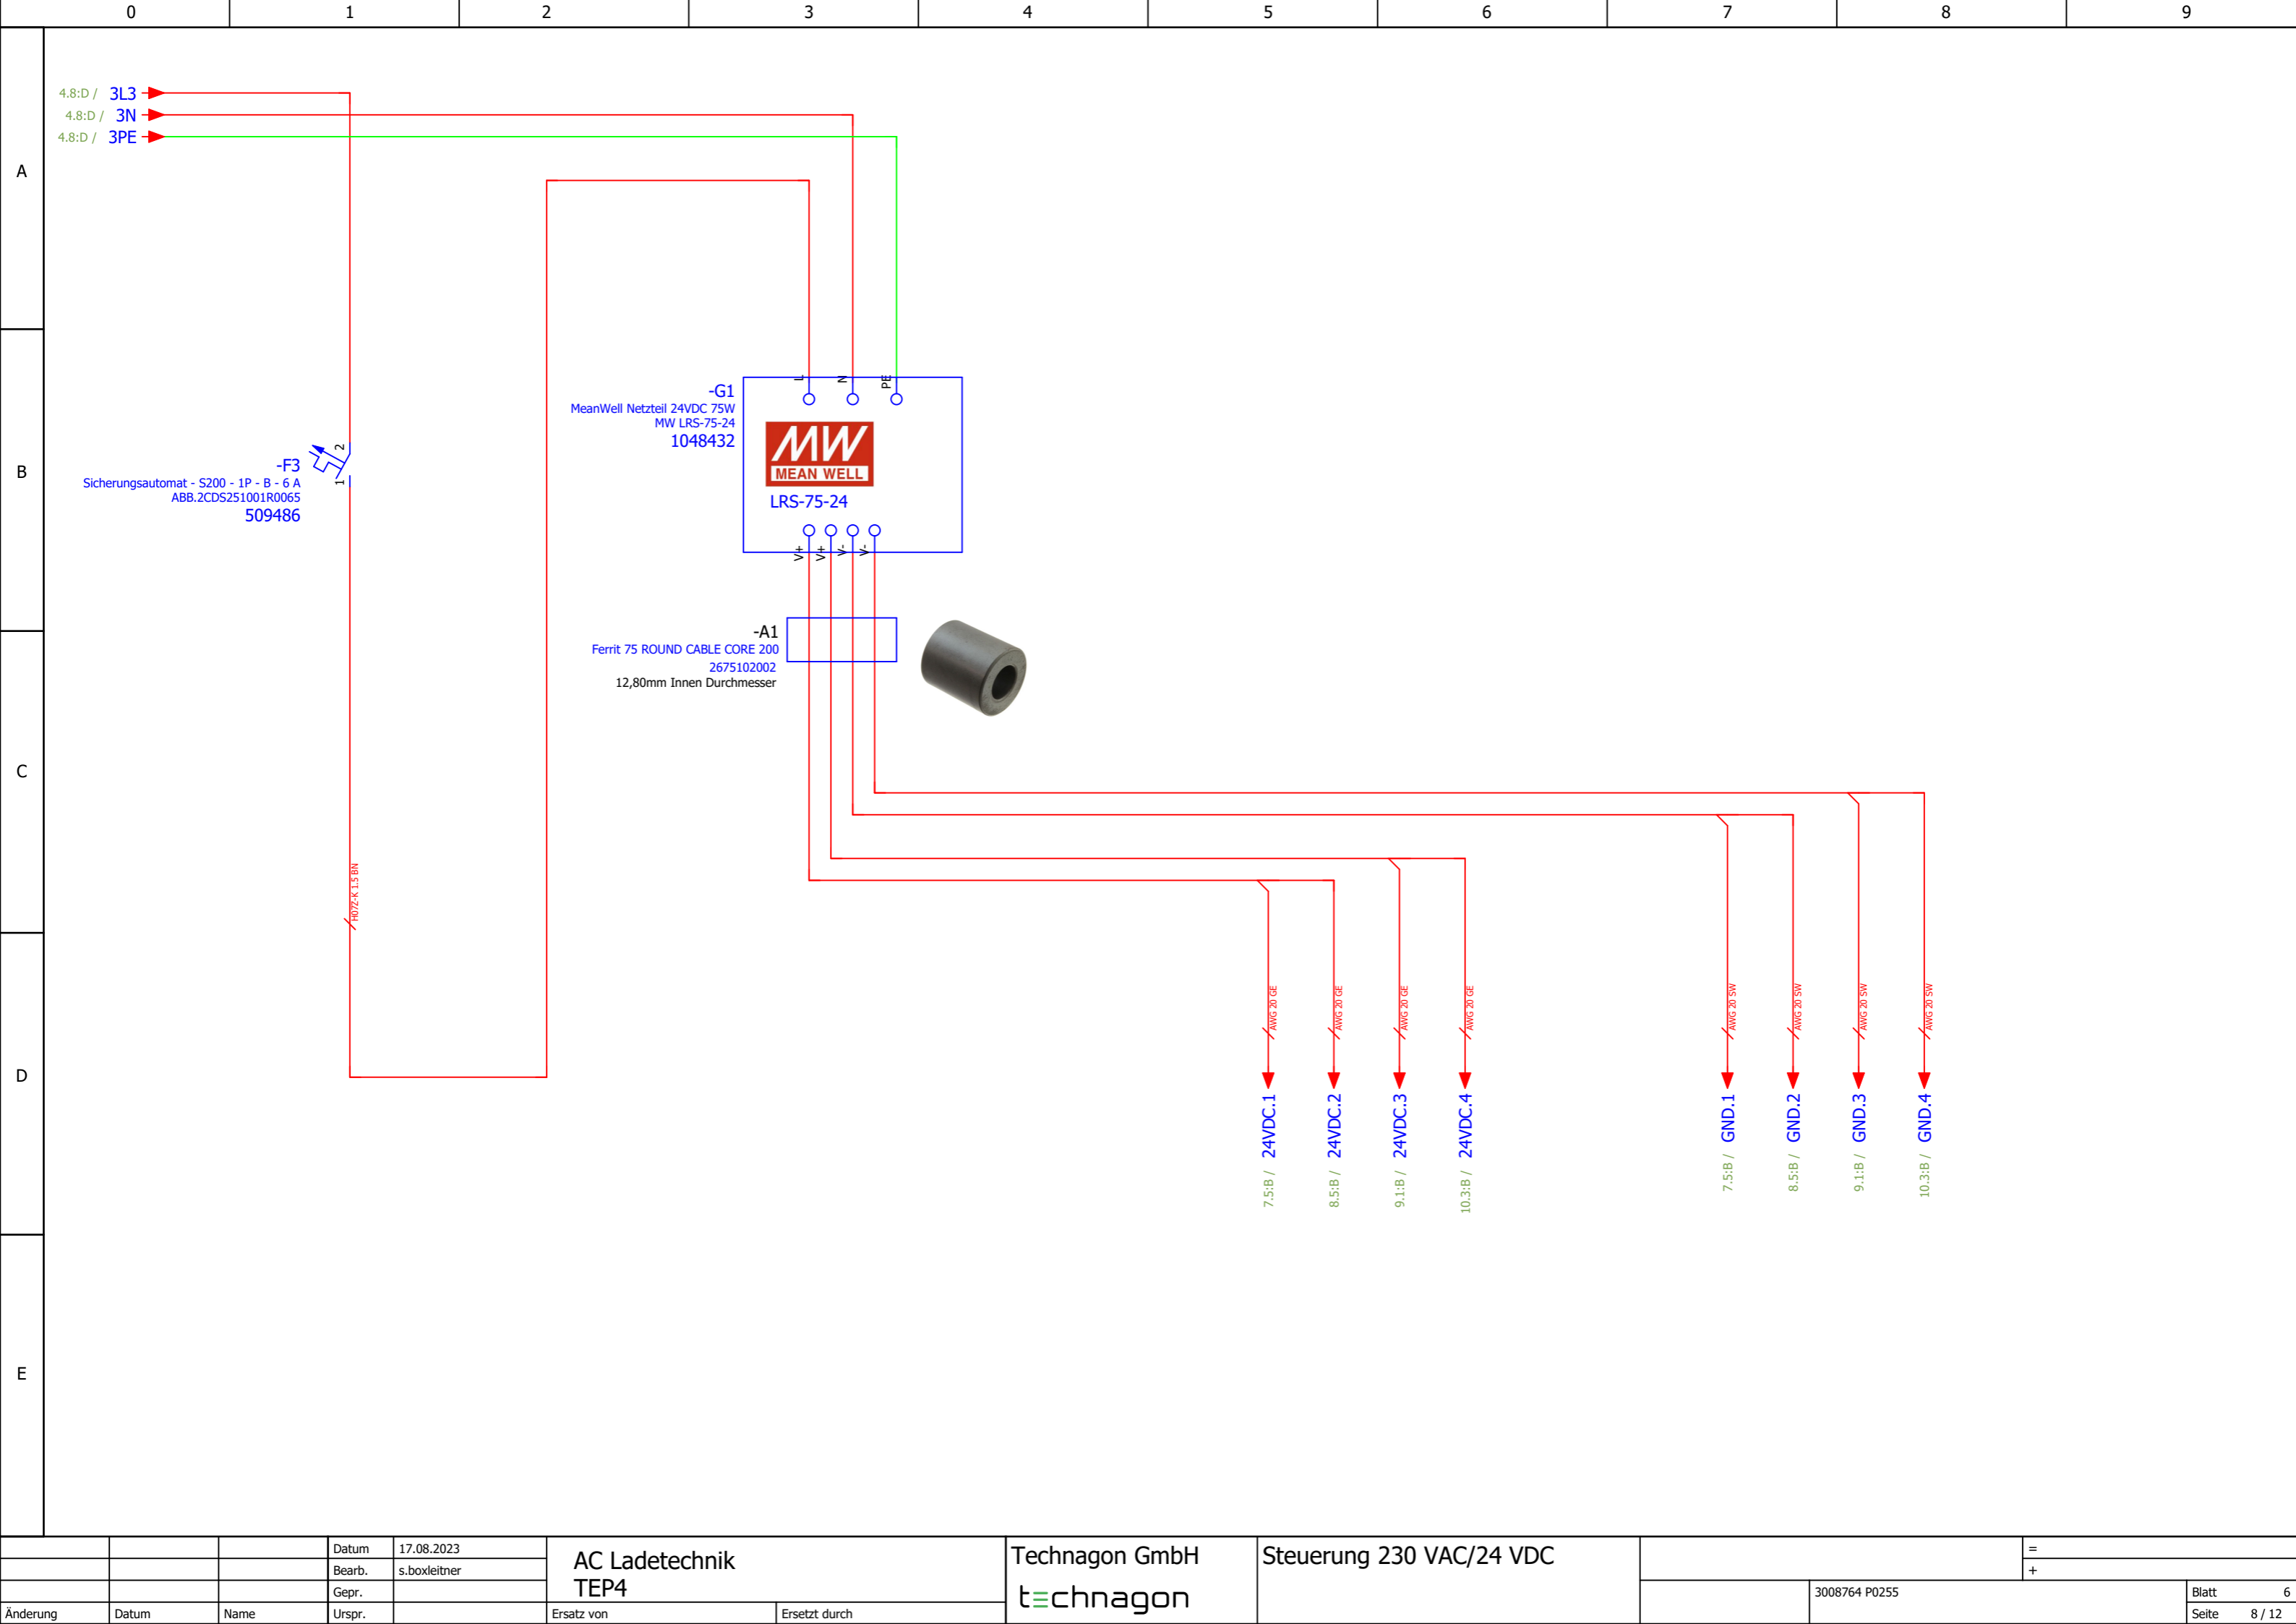 0 1 2 3 4 5 6 7 8 9
A
B
C
D
E
4.8:D / 3L3
4.8:D / 3N
4.8:D / 3PE
-F3
Sicherungsautomat - S200 - 1P - B - 6 A
ABB.2CDS251001R0065
509486
2
1
H07Z-K 1.5 BN
-G1
MeanWell Netzteil 24VDC 75W
MW LRS-75-24
1048432
L N PE
MW
MEAN WELL
LRS-75-24
V+ V+ V- V-
-A1
Ferrit 75 ROUND CABLE CORE 200
2675102002
12,80mm Innen Durchmesser
AWG 20 GE
AWG 20 GE
AWG 20 GE
AWG 20 GE
AWG 20 SW
AWG 20 SW
AWG 20 SW
AWG 20 SW
7.5:B / 24VDC.1
8.5:B / 24VDC.2
9.1:B / 24VDC.3
10.3:B / 24VDC.4
7.5:B / GND.1
8.5:B / GND.2
9.1:B / GND.3
10.3:B / GND.4
Datum 17.08.2023
Bearb. s.boxleitner
Gepr.
Änderung Datum Name Urspr.
AC Ladetechnik
TEP4
Ersatz von Ersetzt durch
Technagon GmbH
technagon
Steuerung 230 VAC/24 VDC
=
+
3008764 P0255
Blatt 6
Seite 8 / 12